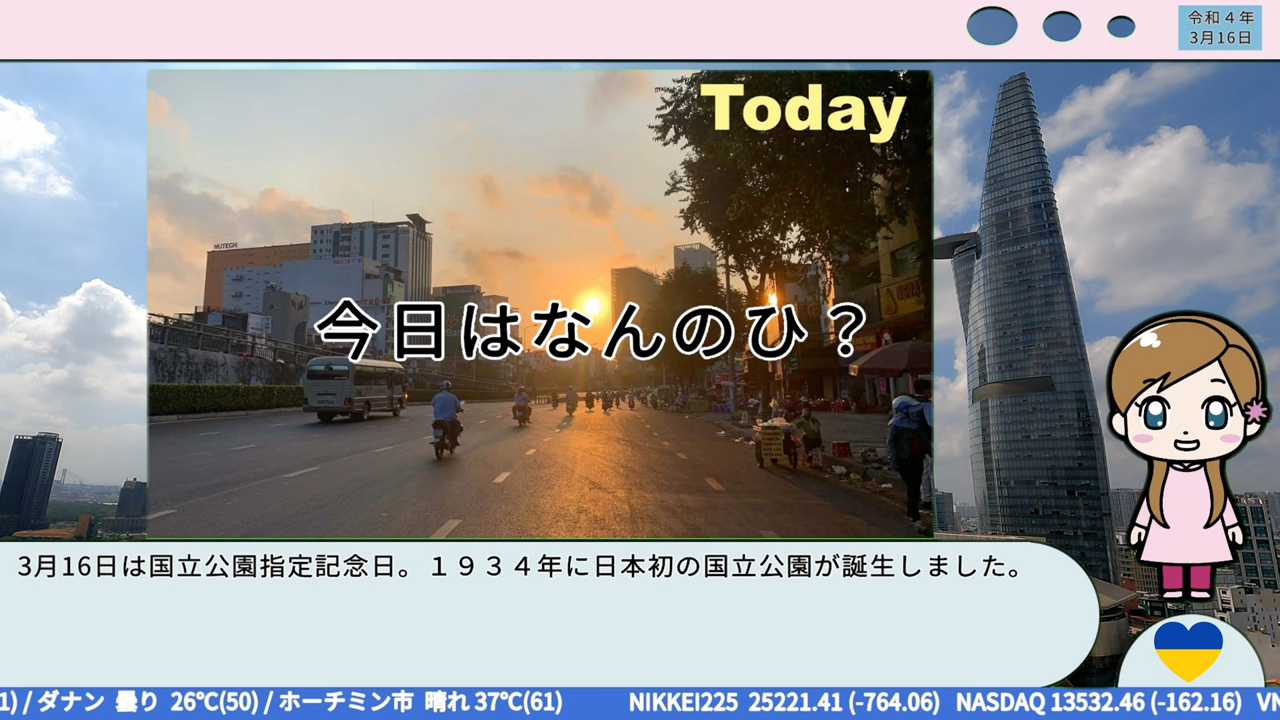 令和４年
3月16日
Today
HUTECH
今日はなんのひ？
3月16日は国立公園指定記念日。１９３４年に日本初の国立公園が誕生しました。
1) / ダナン 曇り 26℃(50) / ホーチミン市 晴れ 37℃(61) NIKKEI225 25221.41 (-764.06) NASDAQ 13532.46 (-162.16) VN